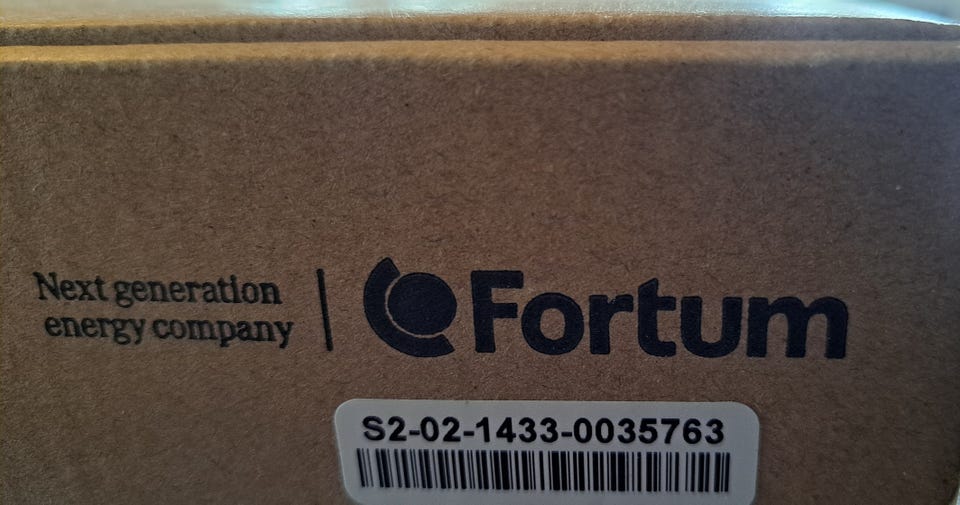 Next generation
energy company
Fortum
S2-02-1433-0035763